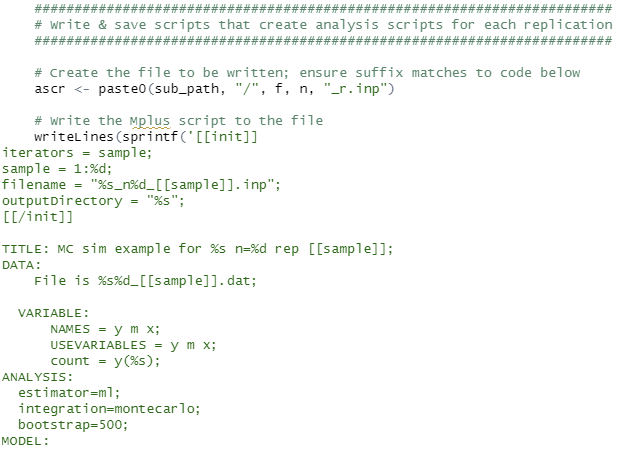 ######################################################################
# Write & save scripts that create analysis scripts for each replication
######################################################################
# Create the file to be written; ensure suffix matches to code below
ascr <- paste0(sub_path, "/", f, n, "_r.inp")
# Write the Mplus script to the file
writeLines(sprintf('[[init]]
iterators = sample;
sample = 1:%d;
filename = "%s_n%d_[[sample]].inp";
outputDirectory = "%s";
[[/init]]
TITLE: MC sim example for %s n=%d rep [[sample]];
DATA:
File is %s%d_[[sample]].dat;
VARIABLE:
NAMES = y m x;
USEVARIABLES = y m x;
count = y(%s);
ANALYSIS:
estimator=ml;
integration=montecarlo;
bootstrap=500;
MODEL: